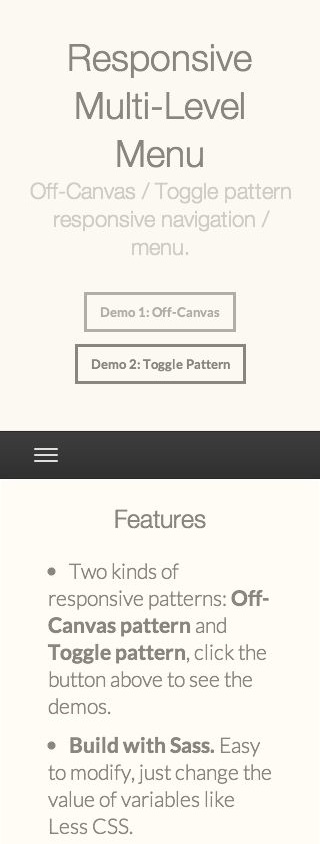 Responsive
Multi-Level
Menu
Off-Canvas / Toggle pattern
responsive navigation /
menu.
Demo 1: Off-Canvas
Demo 2: Toggle Pattern
Features
• Two kinds of
responsive patterns: Off-
Canvas pattern and
Toggle pattern, click the
button above to see the
demos.
• Build with Sass. Easy
to modify, just change the
value of variables like
Less CSS.